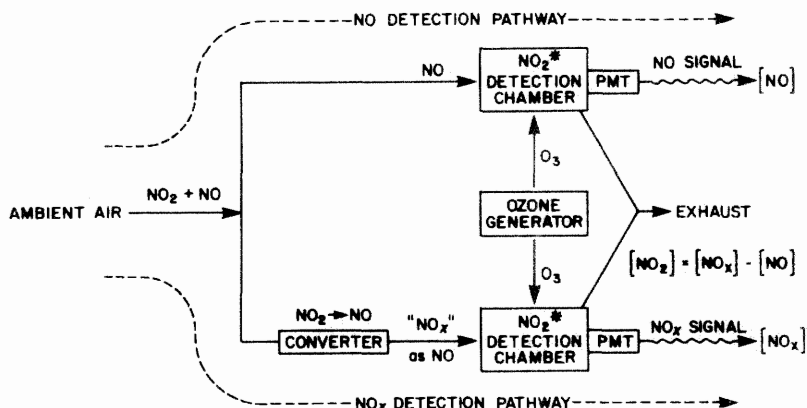 NO DETECTION PATHWAY
NO
NO₂*
DETECTION
CHAMBER
PMT
NO SIGNAL
[NO]
O₃
AMBIENT AIR
NO₂ + NO
OZONE
GENERATOR
EXHAUST
[NO₂] = [NOₓ] - [NO]
O₃
NO₂→NO
CONVERTER
"NOₓ"
as NO
NO₂*
DETECTION
CHAMBER
PMT
NOₓ SIGNAL
[NOₓ]
NOₓ DETECTION PATHWAY